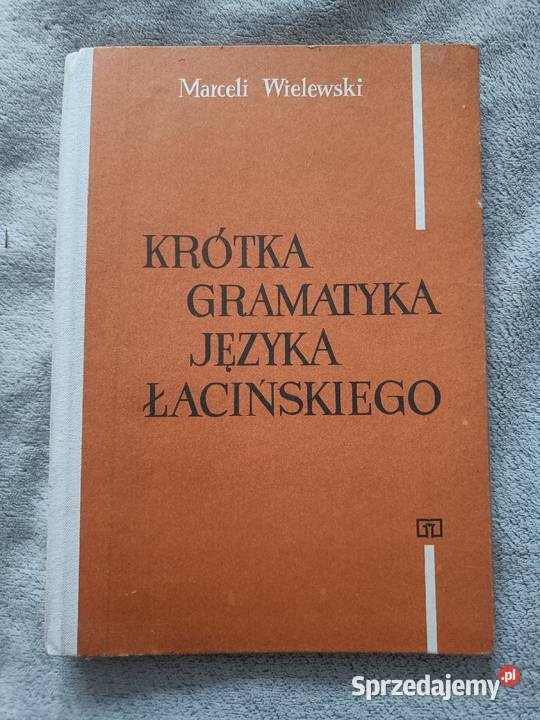 Marceli Wielewski
KRÓTKA
GRAMATYKA
JĘZYKA
ŁACIŃSKIEGO
Sprzedajemy.pl